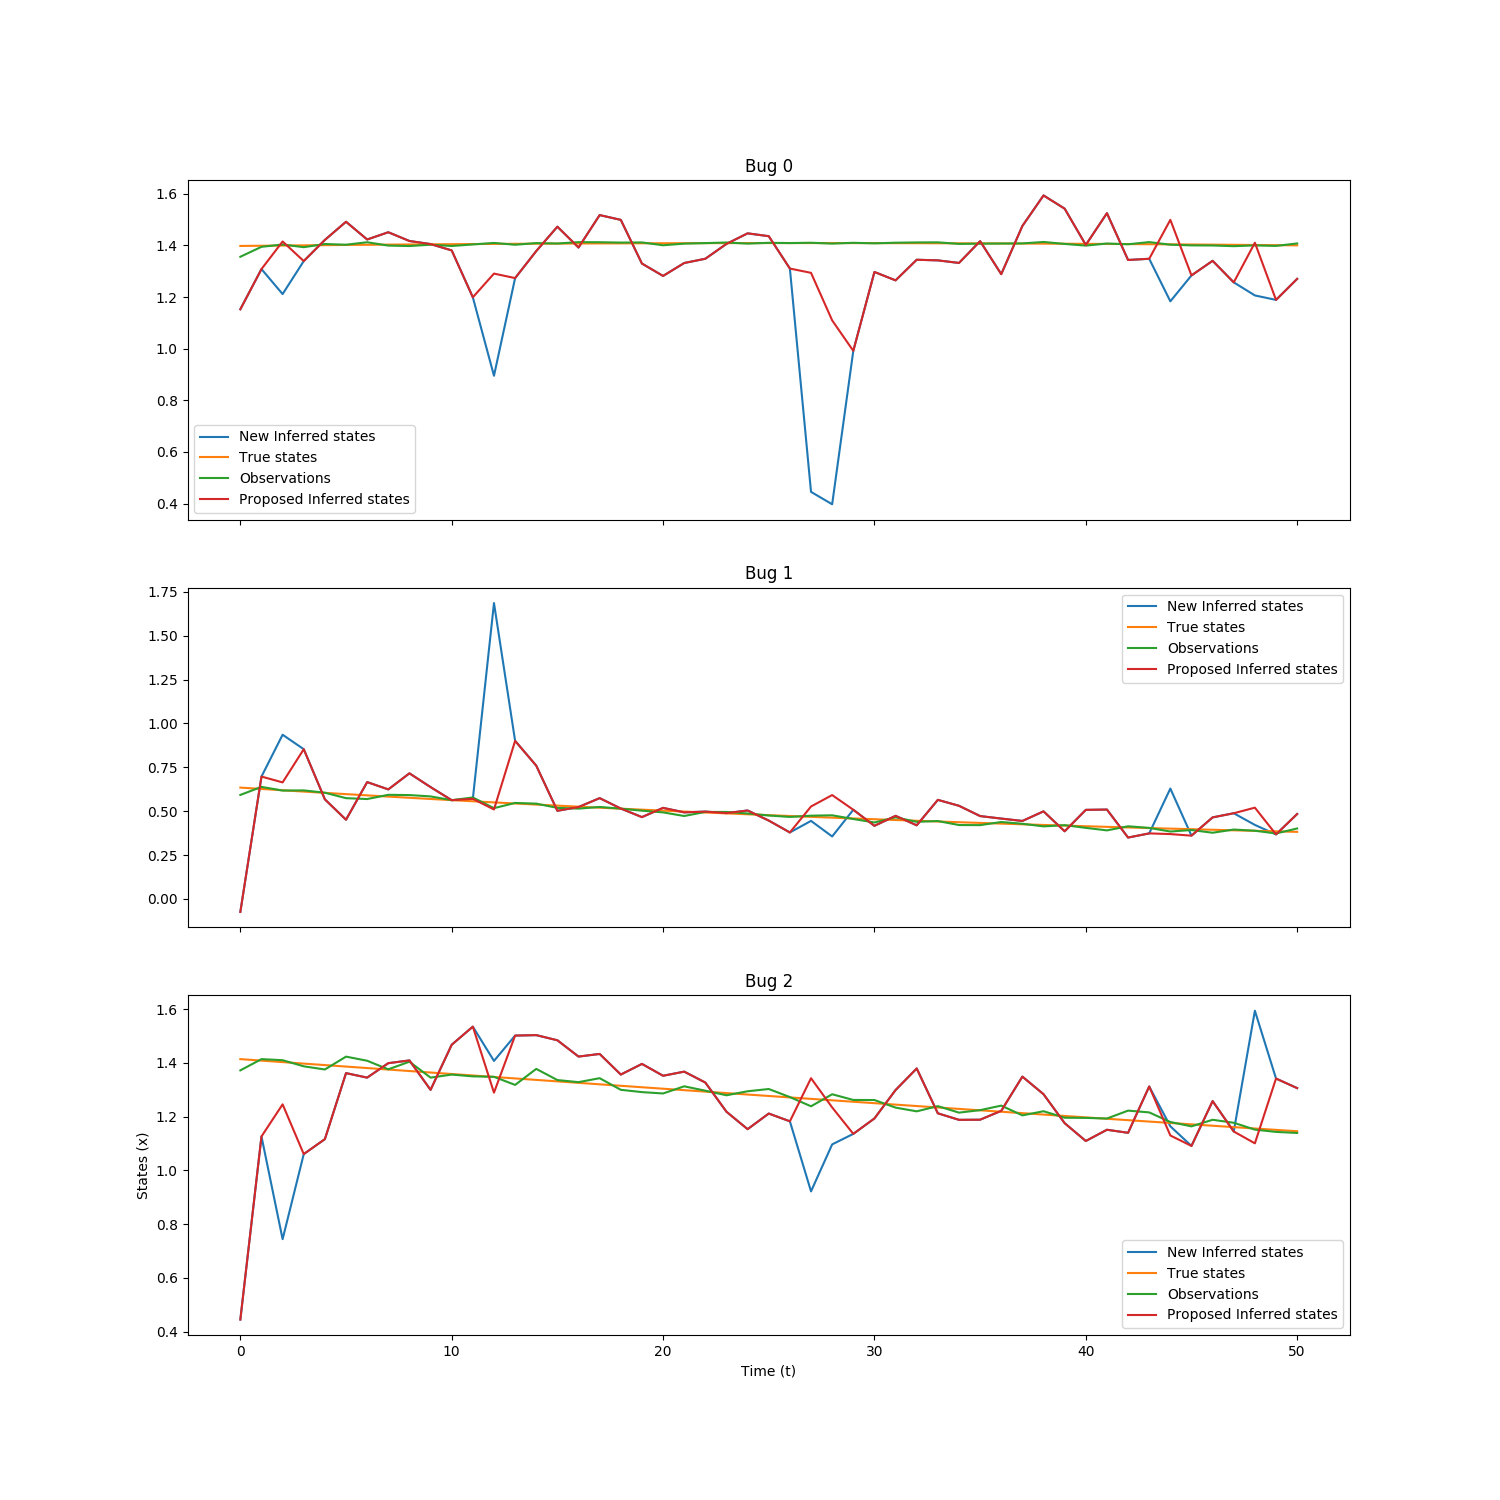 Bug 0
1.6
1.4
1.2
1.0
0.8
0.6
0.4
New Inferred states
True states
Observations
Proposed Inferred states
Bug 1
1.75
1.50
1.25
1.00
0.75
0.50
0.25
0.00
New Inferred states
True states
Observations
Proposed Inferred states
Bug 2
States (x)
1.6
1.4
1.2
1.0
0.8
0.6
0.4
New Inferred states
True states
Observations
Proposed Inferred states
0 10 20 30 40 50
Time (t)